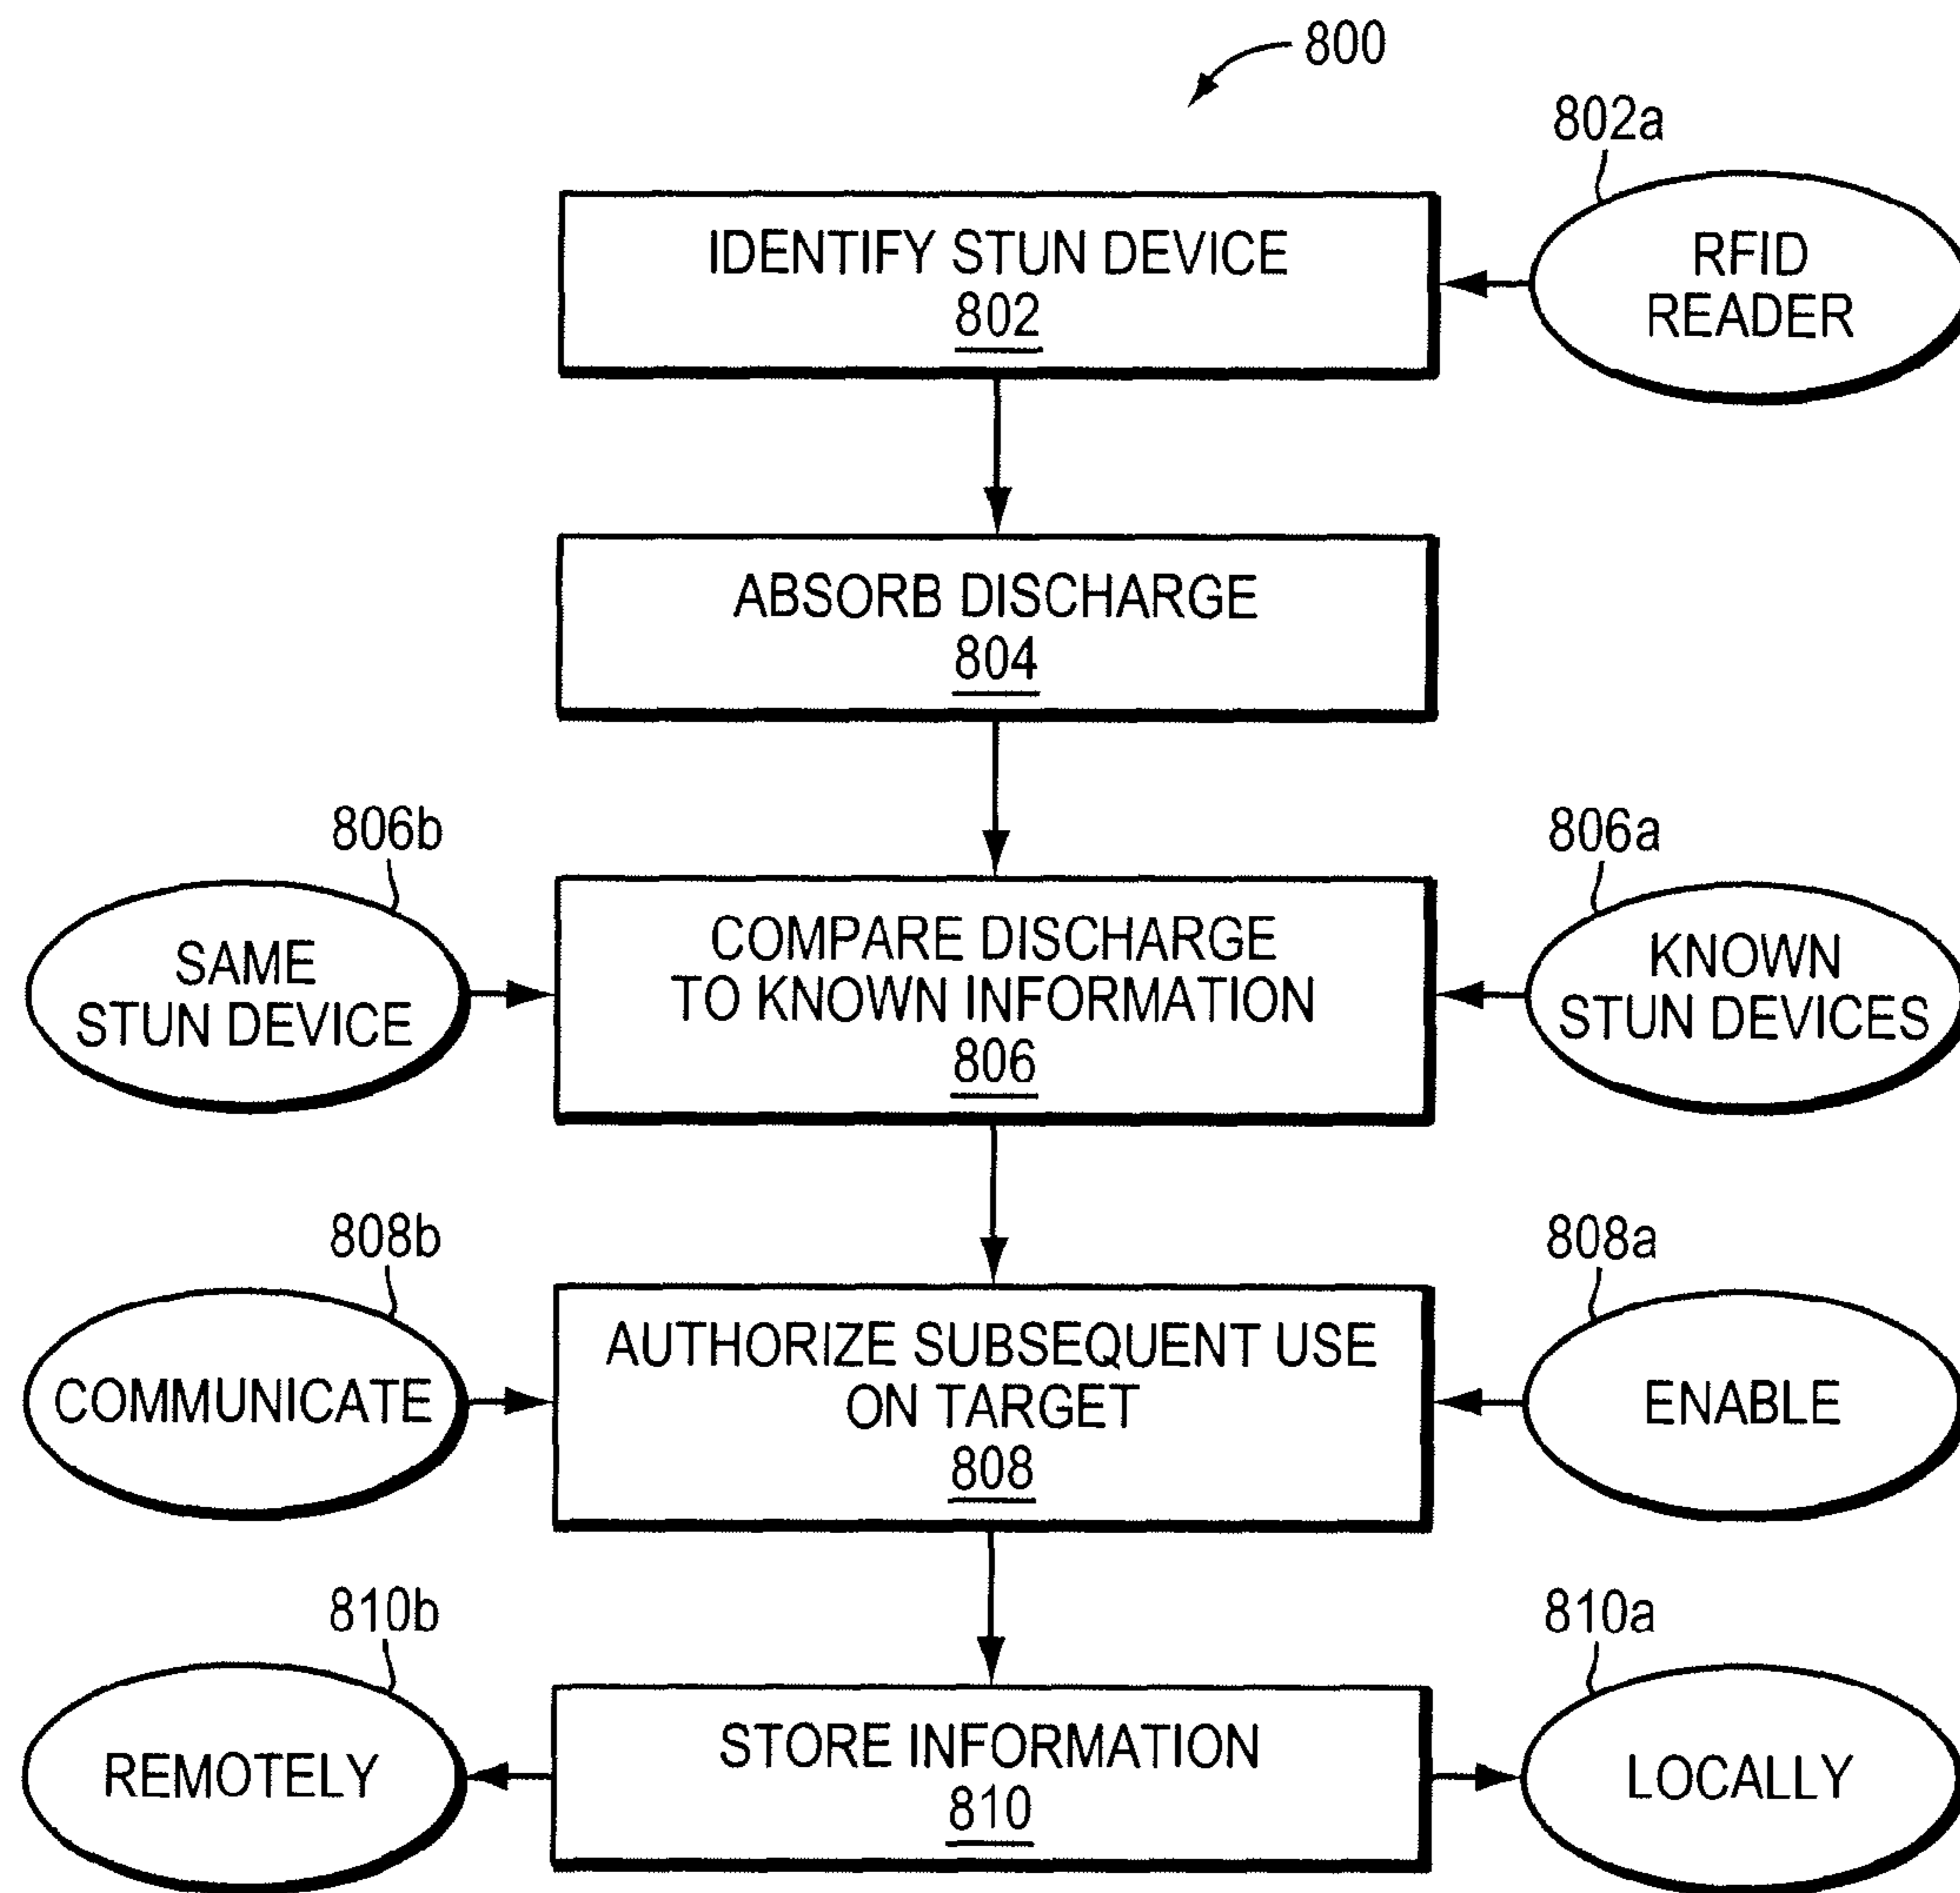 800
802a
IDENTIFY STUN DEVICE
802
RFID
READER
ABSORB DISCHARGE
804
806b
806a
SAME
STUN DEVICE
COMPARE DISCHARGE
TO KNOWN INFORMATION
806
KNOWN
STUN DEVICES
808b
808a
COMMUNICATE
AUTHORIZE SUBSEQUENT USE
ON TARGET
808
ENABLE
810b
810a
REMOTELY
STORE INFORMATION
810
LOCALLY